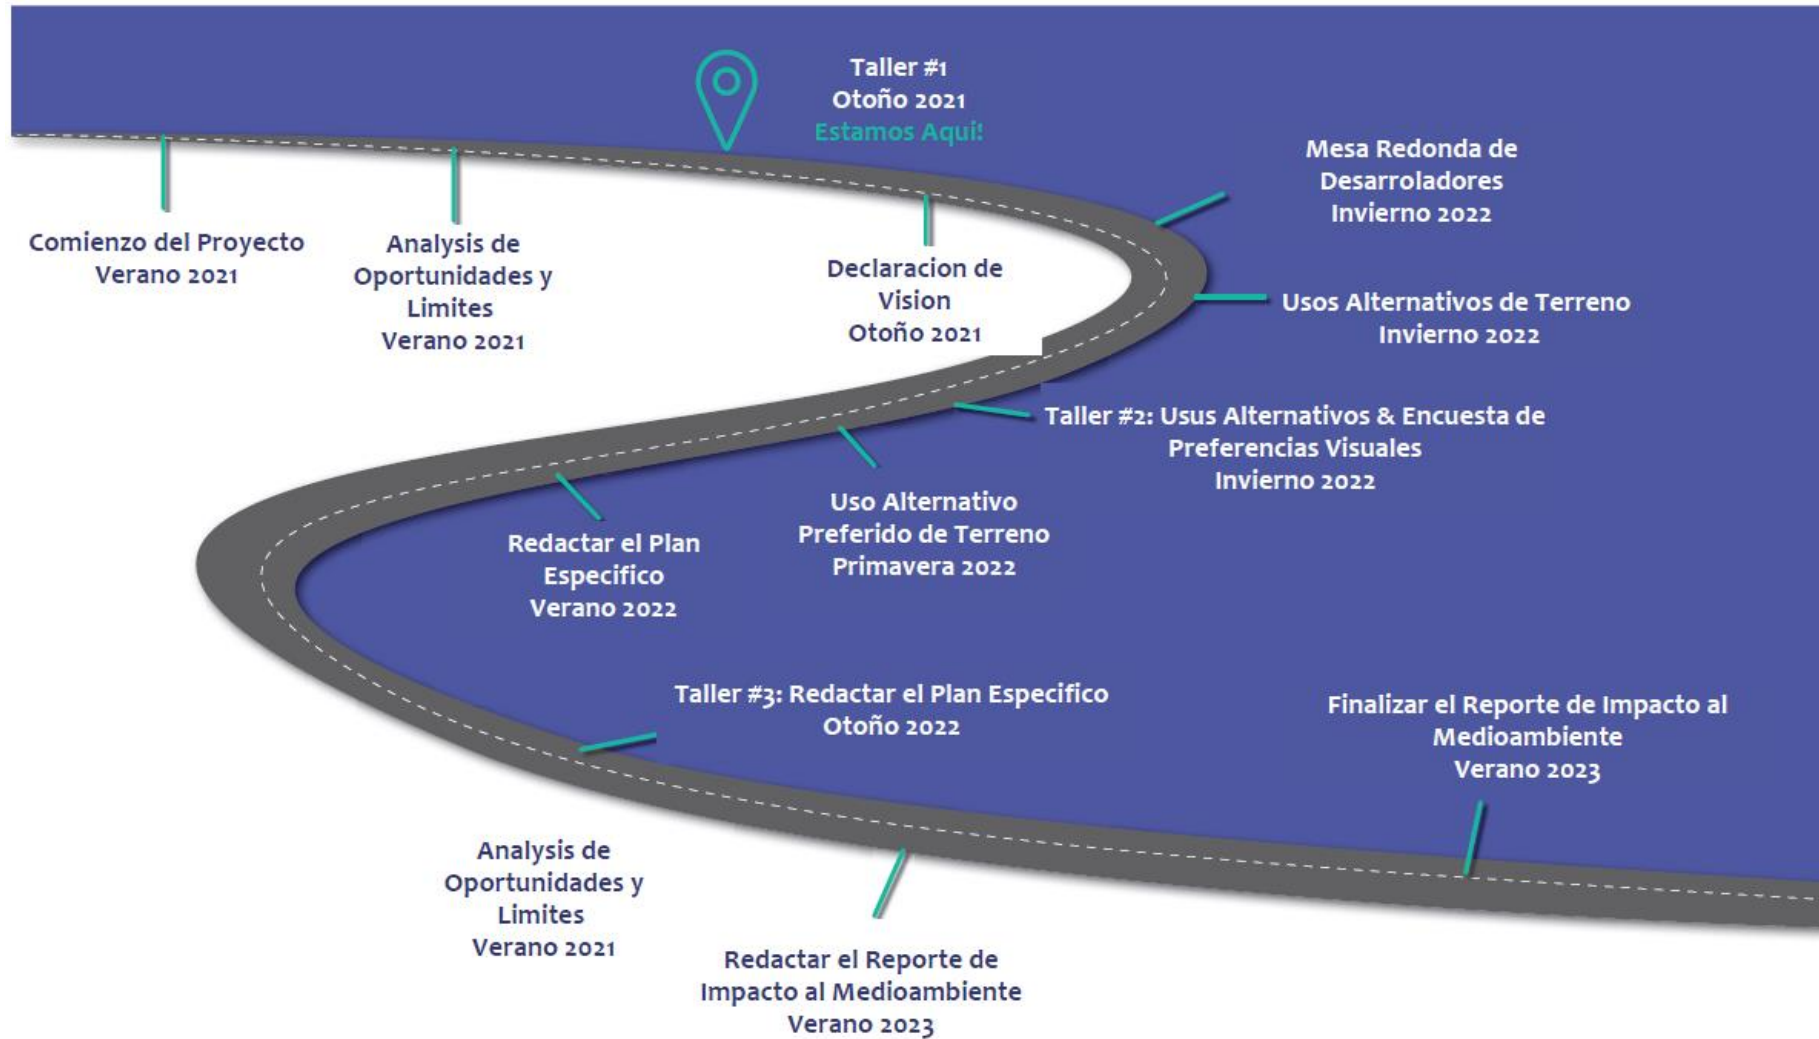 Taller #1
Otoño 2021
Estamos Aqui!
Comienzo del Proyecto
Verano 2021
Analysis de
Oportunidades y
Limites
Verano 2021
Declaracion de
Vision
Otoño 2021
Mesa Redonda de
Desarroladores
Invierno 2022
Usos Alternativos de Terreno
Invierno 2022
Taller #2: Usus Alternativos & Encuesta de
Preferencias Visuales
Invierno 2022
Uso Alternativo
Preferido de Terreno
Primavera 2022
Redactar el Plan
Especifico
Verano 2022
Taller #3: Redactar el Plan Especifico
Otoño 2022
Analysis de
Oportunidades y
Limites
Verano 2021
Redactar el Reporte de
Impacto al Medioambiente
Verano 2023
Finalizar el Reporte de Impacto al
Medioambiente
Verano 2023